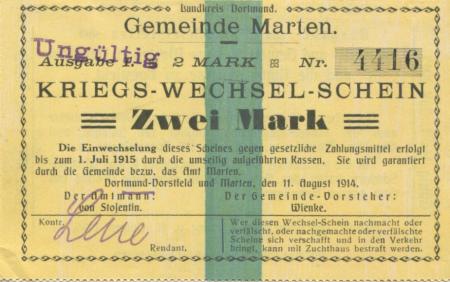 Landkreis Dortmund.
Gemeinde Marten.
Ungültig
Ausgabe I. 2 MARK Nr. 4416
KRIEGS-WECHSEL-SCHEIN
Zwei Mark
Die Einwechselung dieses Scheines gegen gesetzliche Zahlungsmittel erfolgt
bis zum 1. Juli 1915 durch die umseitig aufgeführten Kassen. Sie wird garantiert
durch die Gemeinde bezw. das Amt Marten.
Dortmund-Dorstfeld und Marten, den 11. August 1914.
Der Amtmann: Der Gemeinde-Vorsteher:
von Stojentin. Wienke.
Kontr.
Rendant.
Wer diesen Wechsel-Schein nachmacht oder
verfälscht, oder nachgemachte oder verfälschte
Scheine sich verschafft und in den Verkehr
bringt, kann mit Zuchthaus bestraft werden.